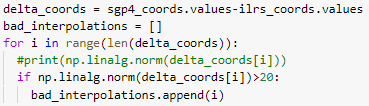 delta_coords = sgp4_coords.values-ilrs_coords.values
bad_interpolations = []
for i in range(len(delta_coords)):
  #print(np.linalg.norm(delta_coords[i]))
  if np.linalg.norm(delta_coords[i])>20:
    bad_interpolations.append(i)